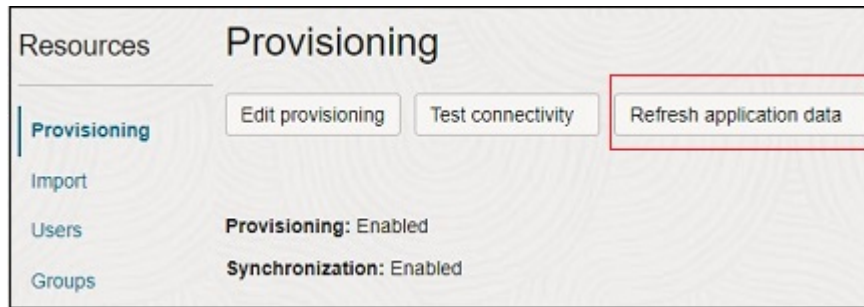 Resources
Provisioning
Import
Users
Groups
Provisioning
Edit provisioning
Test connectivity
Refresh application data
Provisioning: Enabled
Synchronization: Enabled